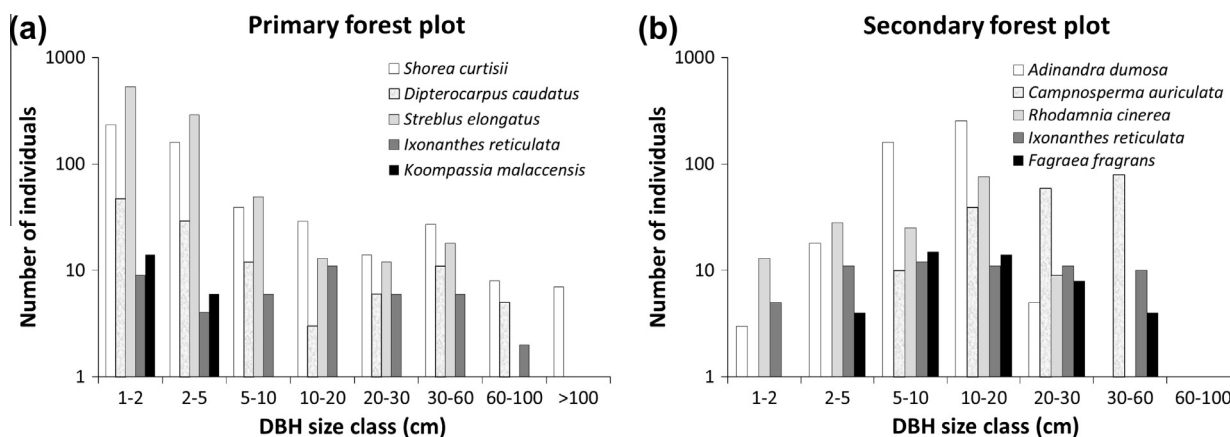 (a)
Primary forest plot
Number of individuals
1000
100
10
1
Shorea curtisii
Dipterocarpus caudatus
Streblus elongatus
Ixonanthes reticulata
Koompassia malaccensis
1-2 2-5 5-10 10-20 20-30 30-60 60-100 >100
DBH size class (cm)
(b)
Secondary forest plot
Number of individuals
1000
100
10
1
Adinandra dumosa
Campnosperma auriculata
Rhodamnia cinerea
Ixonanthes reticulata
Fagraea fragrans
1-2 2-5 5-10 10-20 20-30 30-60 60-100
DBH size class (cm)